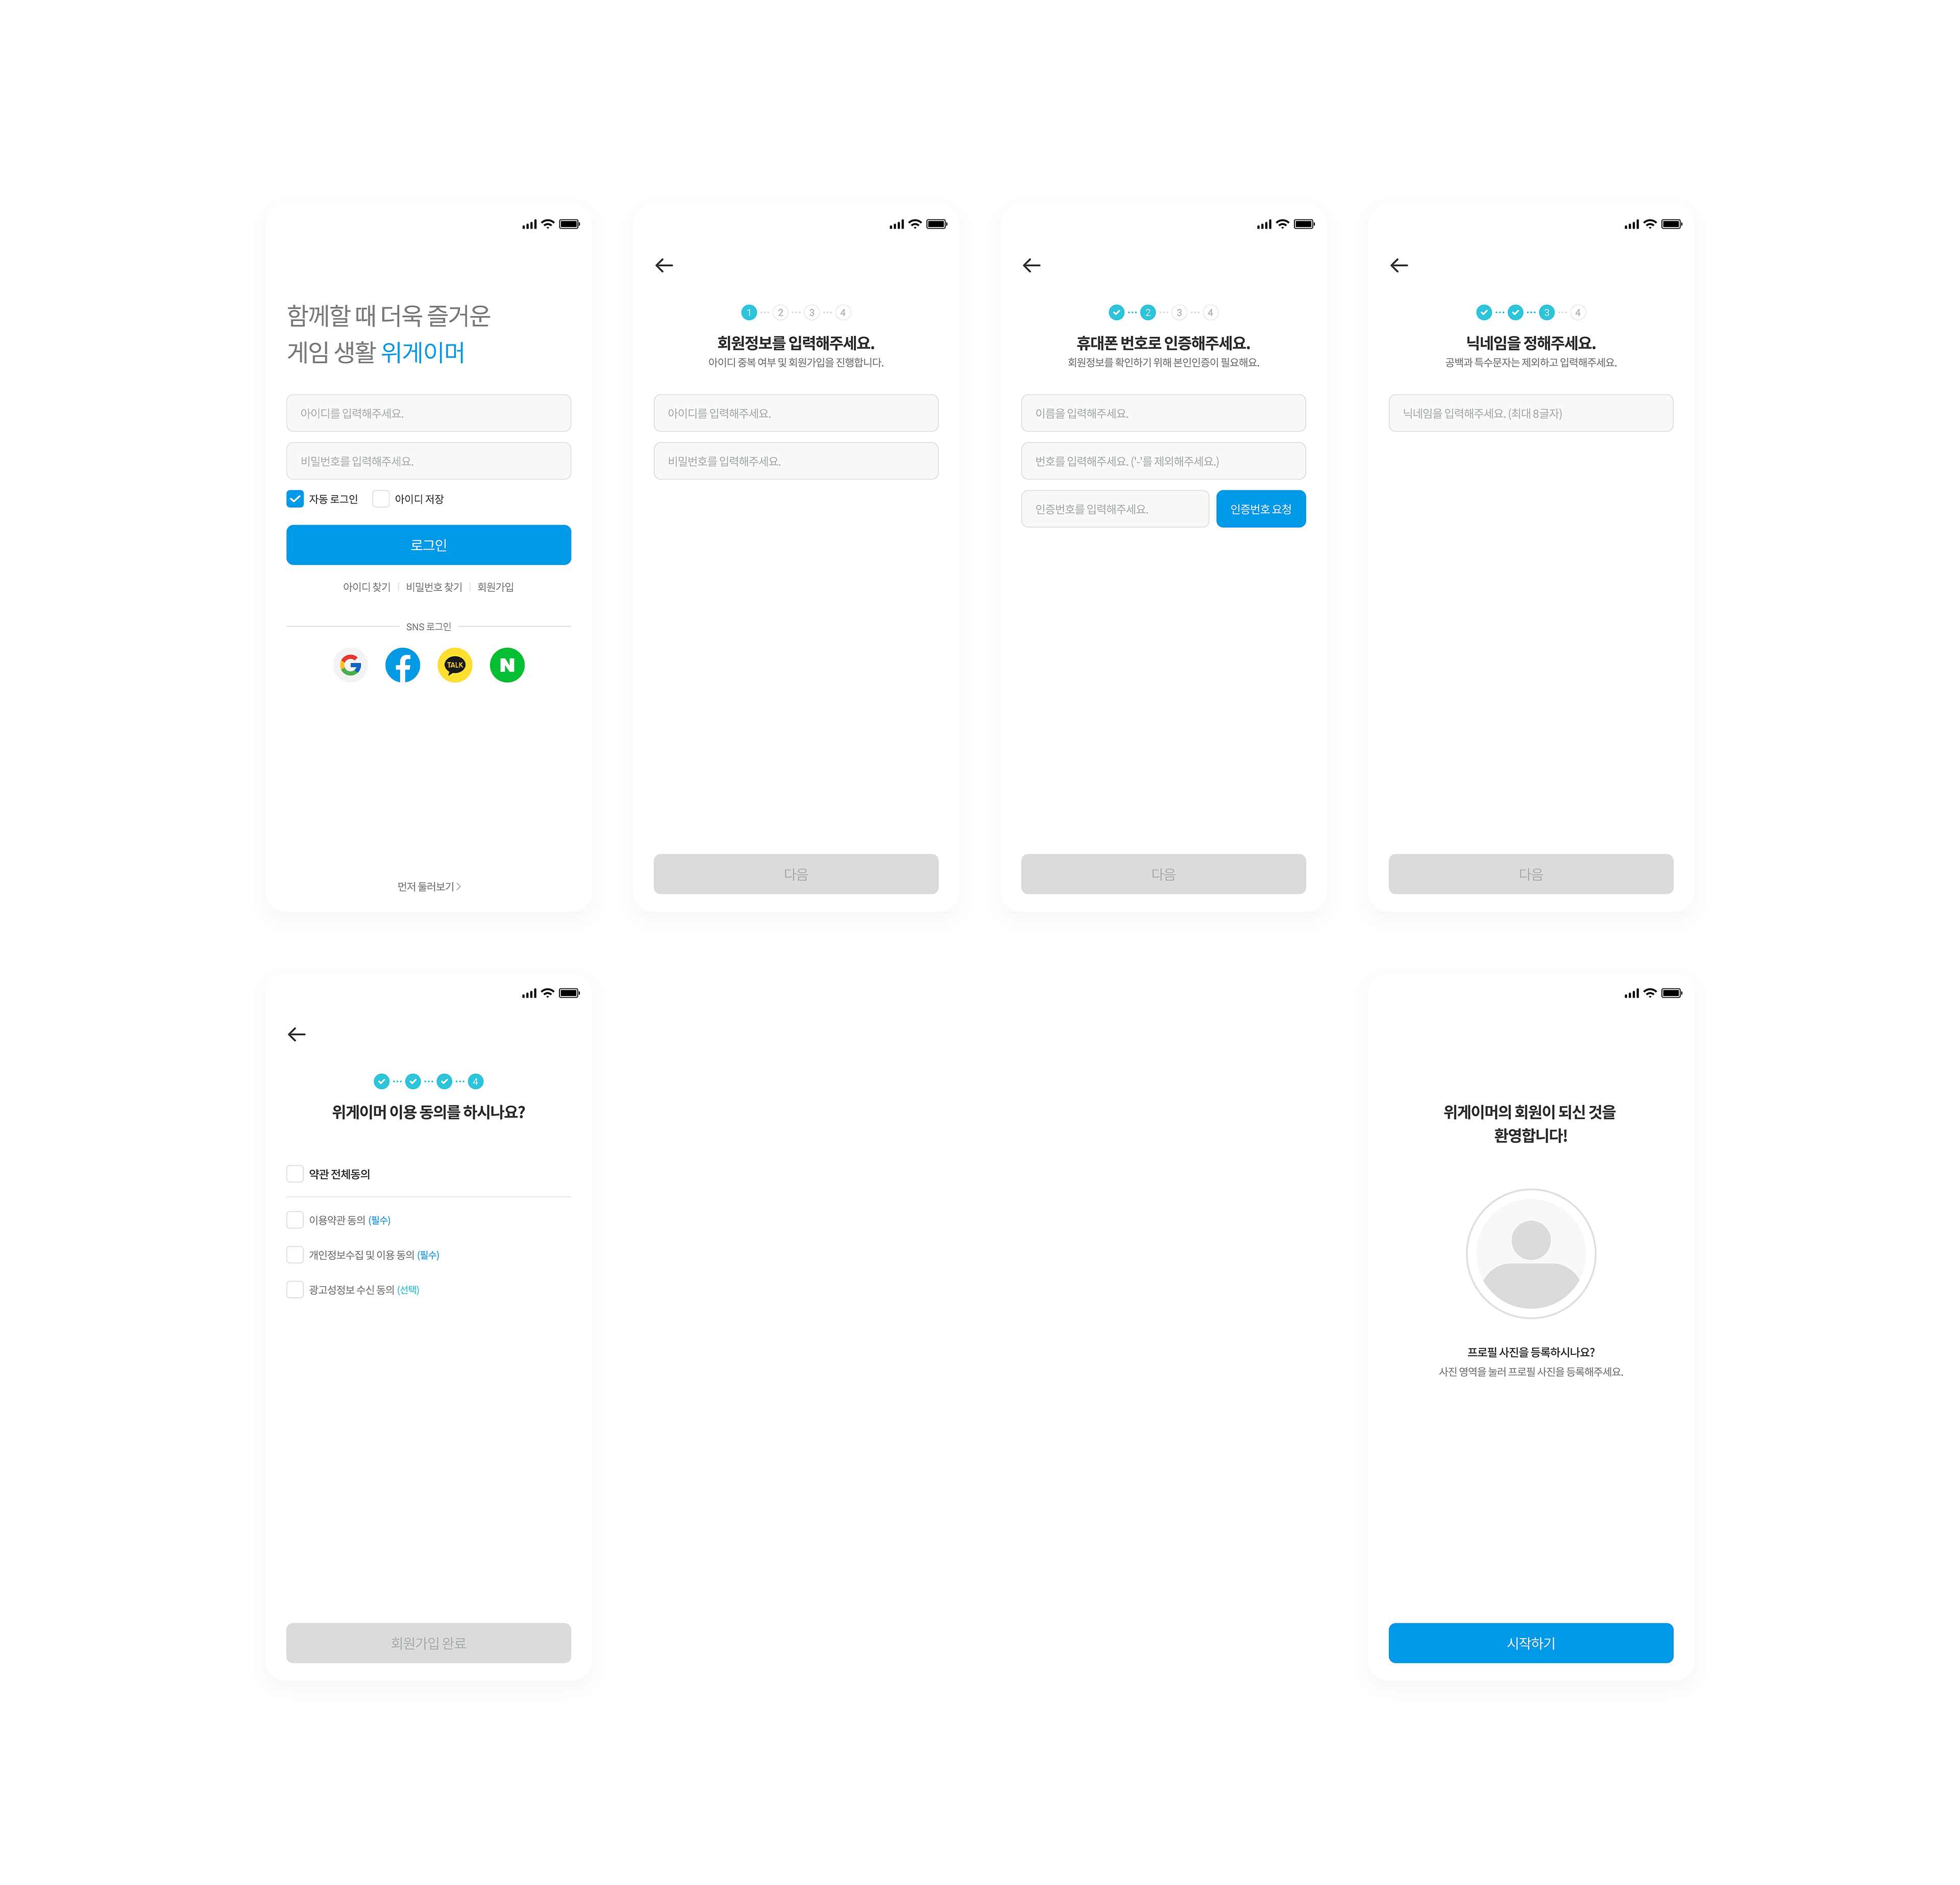 함께할 때 더욱 즐거운
게임 생활 위게이머
아이디를 입력해주세요.
비밀번호를 입력해주세요.
자동 로그인 아이디 저장
로그인
아이디 찾기 | 비밀번호 찾기 | 회원가입
SNS 로그인
G f TALK N
먼저 둘러보기 >
1 2 3 4
회원정보를 입력해주세요.
아이디 중복 여부 및 회원가입을 진행합니다.
아이디를 입력해주세요.
비밀번호를 입력해주세요.
다음
2 3 4
휴대폰 번호로 인증해주세요.
회원정보를 확인하기 위해 본인인증이 필요해요.
이름을 입력해주세요.
번호를 입력해주세요. ('-'를 제외해주세요.)
인증번호를 입력해주세요. 인증번호 요청
다음
3 4
닉네임을 정해주세요.
공백과 특수문자는 제외하고 입력해주세요.
닉네임을 입력해주세요. (최대 8글자)
다음
4
위게이머 이용 동의를 하시나요?
약관 전체동의
이용약관 동의 (필수)
개인정보수집 및 이용 동의 (필수)
광고성정보 수신 동의 (선택)
회원가입 완료
위게이머의 회원이 되신 것을
환영합니다!
프로필 사진을 등록하시나요?
사진 영역을 눌러 프로필 사진을 등록해주세요.
시작하기